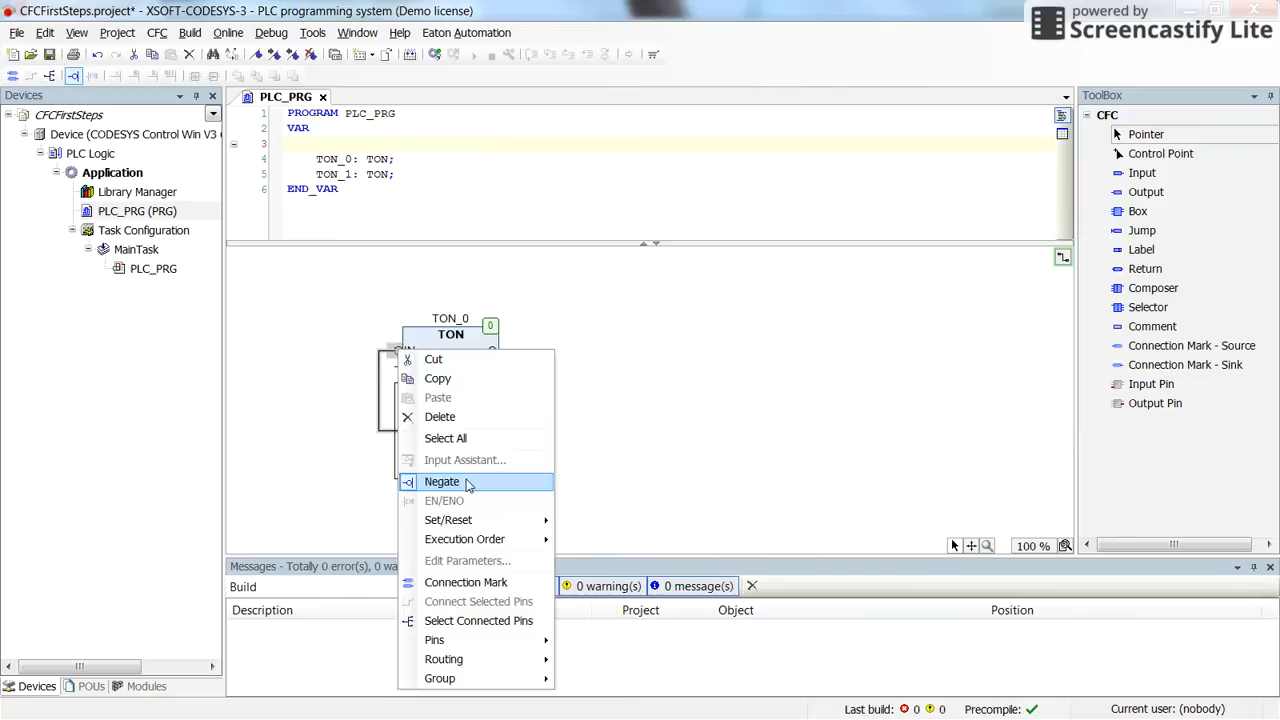 CFCFirstSteps.project* - XSOFT-CODESYS-3 - PLC programming system (Demo license)
powered by
Screencastify Lite
File Edit View Project CFC Build Online Debug Tools Window Help Eaton Automation
Devices
CFCFirstSteps
Device (CODESYS Control Win V3
PLC Logic
Application
Library Manager
PLC_PRG (PRG)
Task Configuration
MainTask
PLC_PRG
Devices POUs Modules
PLC_PRG
1 PROGRAM PLC_PRG
2 VAR
3
4 TON_0: TON;
5 TON_1: TON;
6 END_VAR
TON_0
0
TON
Cut
Copy
Paste
Delete
Select All
Input Assistant...
Negate
EN/ENO
Set/Reset
Execution Order
Edit Parameters...
Connection Mark
Connect Selected Pins
Select Connected Pins
Pins
Routing
Group
100 %
ToolBox
CFC
Pointer
Control Point
Input
Output
Box
Jump
Label
Return
Composer
Selector
Comment
Connection Mark - Source
Connection Mark - Sink
Input Pin
Output Pin
Messages - Totally 0 error(s), 0 wa
Build 0 warning(s) 0 message(s)
Description Project Object Position
Last build: 0 0 Precompile: Current user: (nobody)